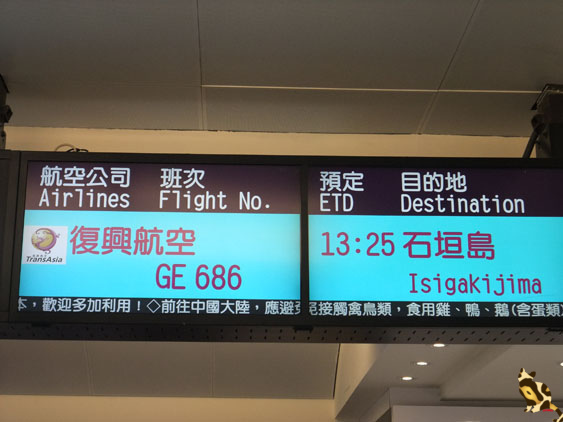 航空公司 班次
Airlines Flight No.
復興航空
TransAsia
GE 686
預定 目的地
ETD Destination
13:25 石垣島
Isigakijima
本，歡迎多加利用！◇前往中國大陸，應避免接觸禽鳥類，食用雞、鴨、鵝(含蛋類)